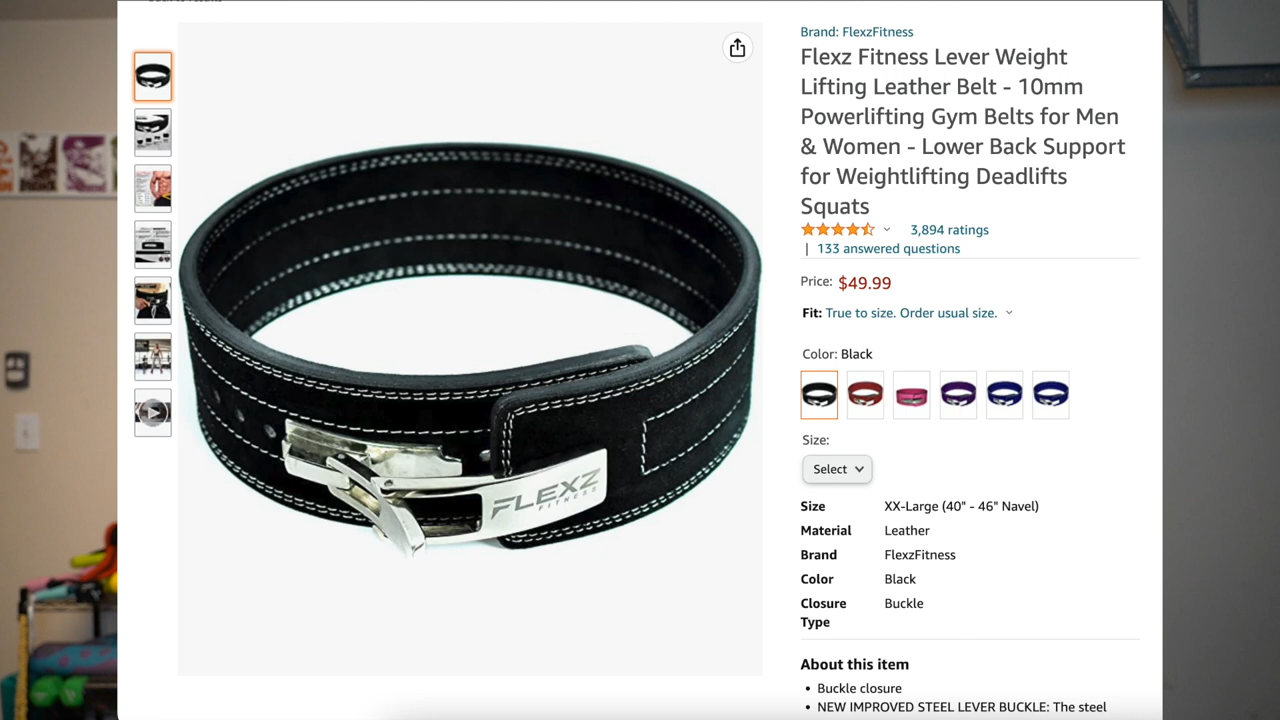 Brand: FlexzFitness
Flexz Fitness Lever Weight
Lifting Leather Belt - 10mm
Powerlifting Gym Belts for Men
& Women - Lower Back Support
for Weightlifting Deadlifts
Squats
3,894 ratings
| 133 answered questions
Price: $49.99
Fit: True to size. Order usual size.
Color: Black
Size:
Select
Size XX-Large (40" - 46" Navel)
Material Leather
Brand FlexzFitness
Color Black
Closure Type Buckle
About this item
• Buckle closure
• NEW IMPROVED STEEL LEVER BUCKLE: The steel
FLEXZ
FITNESS